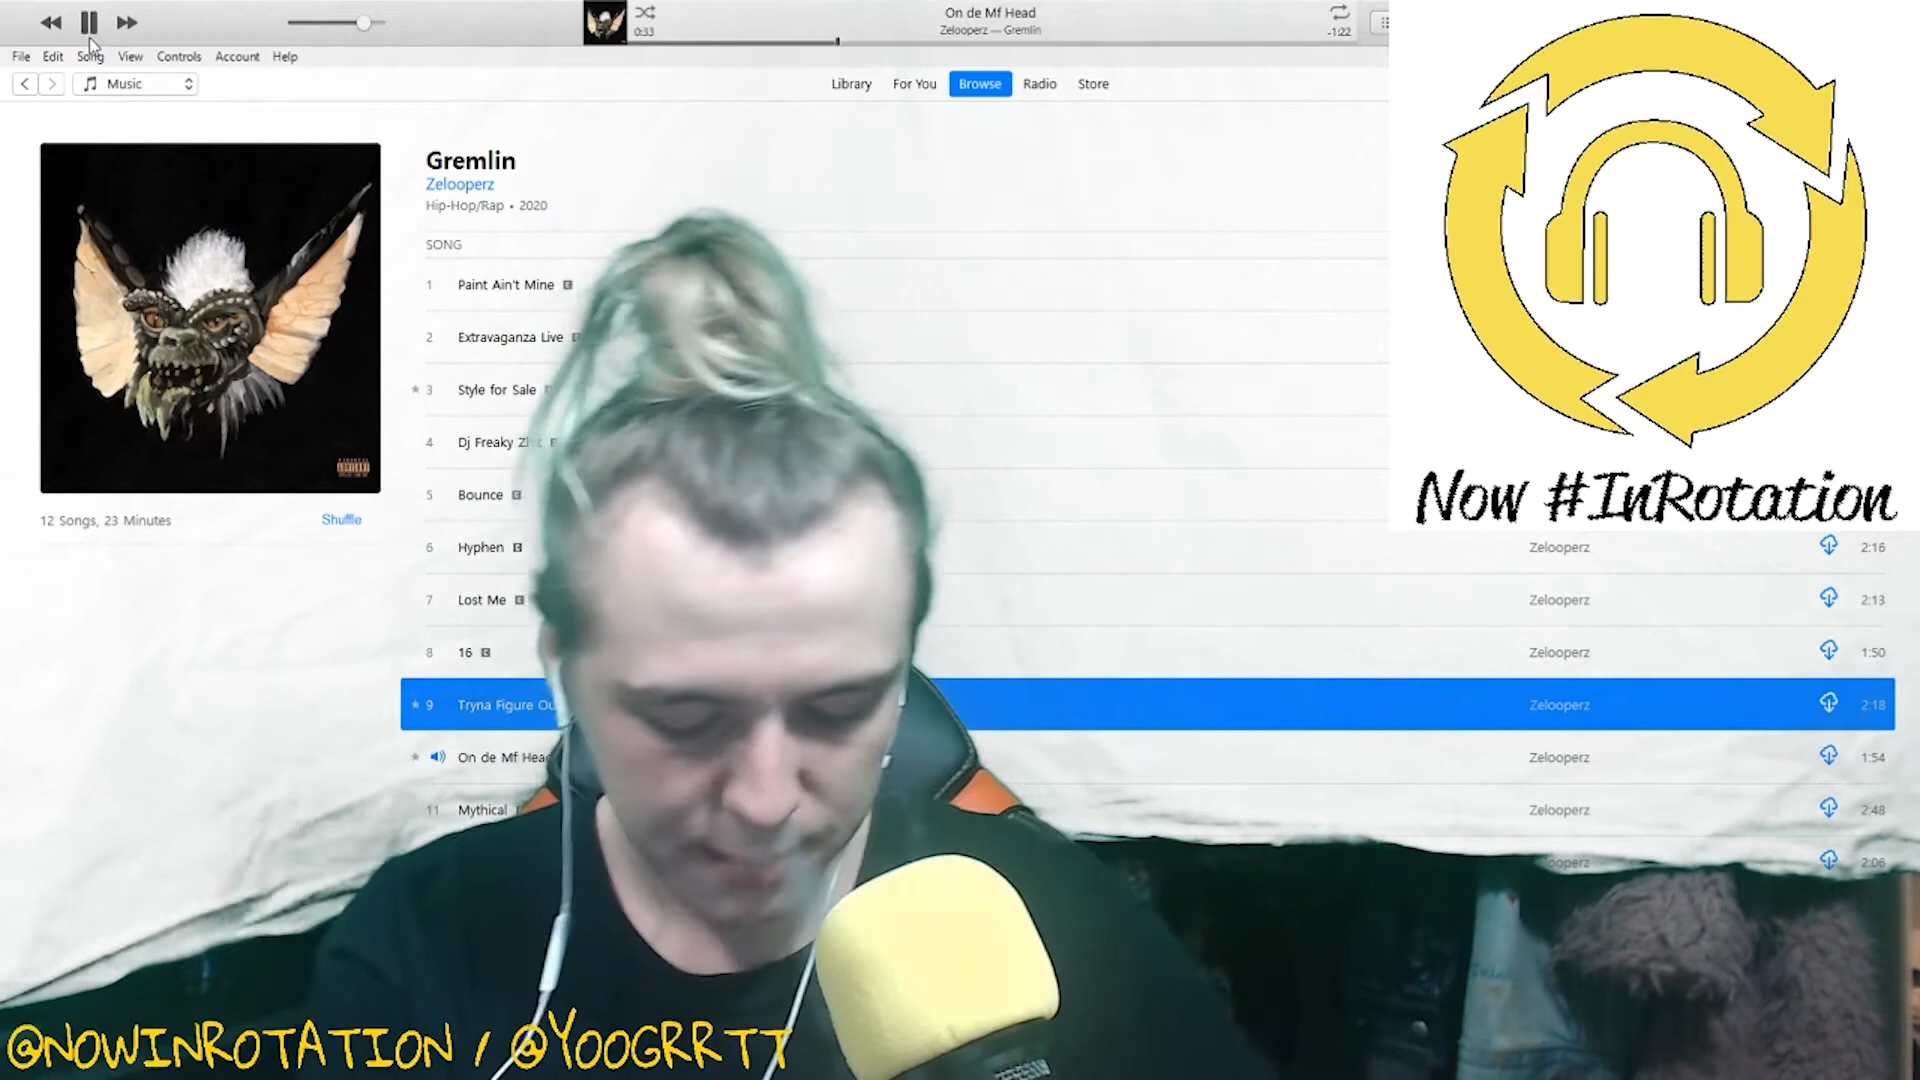 On de Mf Head
0:33
Zelooperz — Gremlin
-1:22
File Edit Song View Controls Account Help
Music
Library For You Browse Radio Store
Gremlin
Zelooperz
Hip-Hop/Rap • 2020
SONG
1 Paint Ain't Mine E
2 Extravaganza Live
3 Style for Sale
4 Dj Freaky
5 Bounce E
Now #InRotation
12 Songs, 23 Minutes Shuffle
6 Hyphen E Zelooperz 2:16
7 Lost Me E Zelooperz 2:13
8 16 E Zelooperz 1:50
9 Tryna Figure Zelooperz 2:18
On de Mf Head Zelooperz 1:54
11 Mythical Zelooperz 2:48
2:06
@NOWINROTATION / @YOOGRRTT